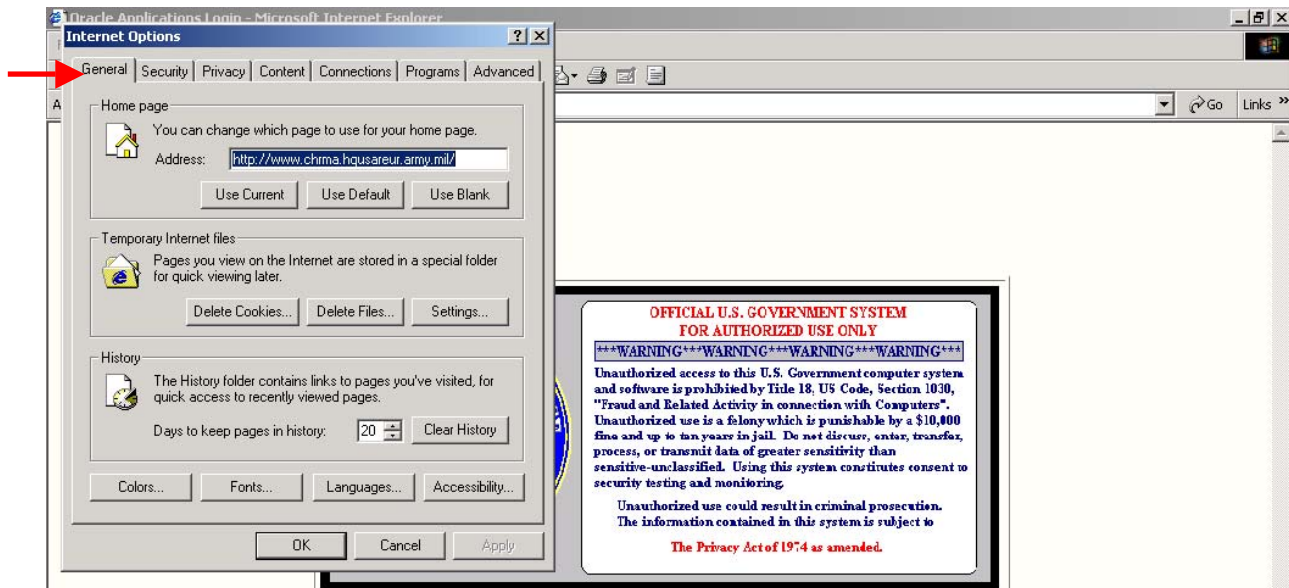 Oracle Applications Login - Microsoft Internet Explorer
Internet Options
General Security Privacy Content Connections Programs Advanced
Home page
You can change which page to use for your home page.
Address: http://www.chrma.hqusareur.army.mil/
Use Current Use Default Use Blank
Temporary Internet files
Pages you view on the Internet are stored in a special folder
for quick viewing later.
Delete Cookies... Delete Files... Settings...
History
The History folder contains links to pages you've visited, for
quick access to recently viewed pages.
Days to keep pages in history: 20 Clear History
Colors... Fonts... Languages... Accessibility...
OK Cancel Apply
Go Links »
OFFICIAL U.S. GOVERNMENT SYSTEM
FOR AUTHORIZED USE ONLY
***WARNING***WARNING***WARNING***WARNING***
Unauthorized access to this U.S. Government computer system
and software is prohibited by Title 18, US Code, Section 1030,
"Fraud and Related Activity in connection with Computers".
Unauthorized use is a felony which is punishable by a $10,000
fine and up to ten years in jail. Do not discuss, enter, transfer,
process, or transmit data of greater sensitivity than
sensitive-unclassified. Using this system constitutes consent to
security testing and monitoring.
Unauthorized use could result in criminal prosecution.
The information contained in this system is subject to
The Privacy Act of 1974 as amended.